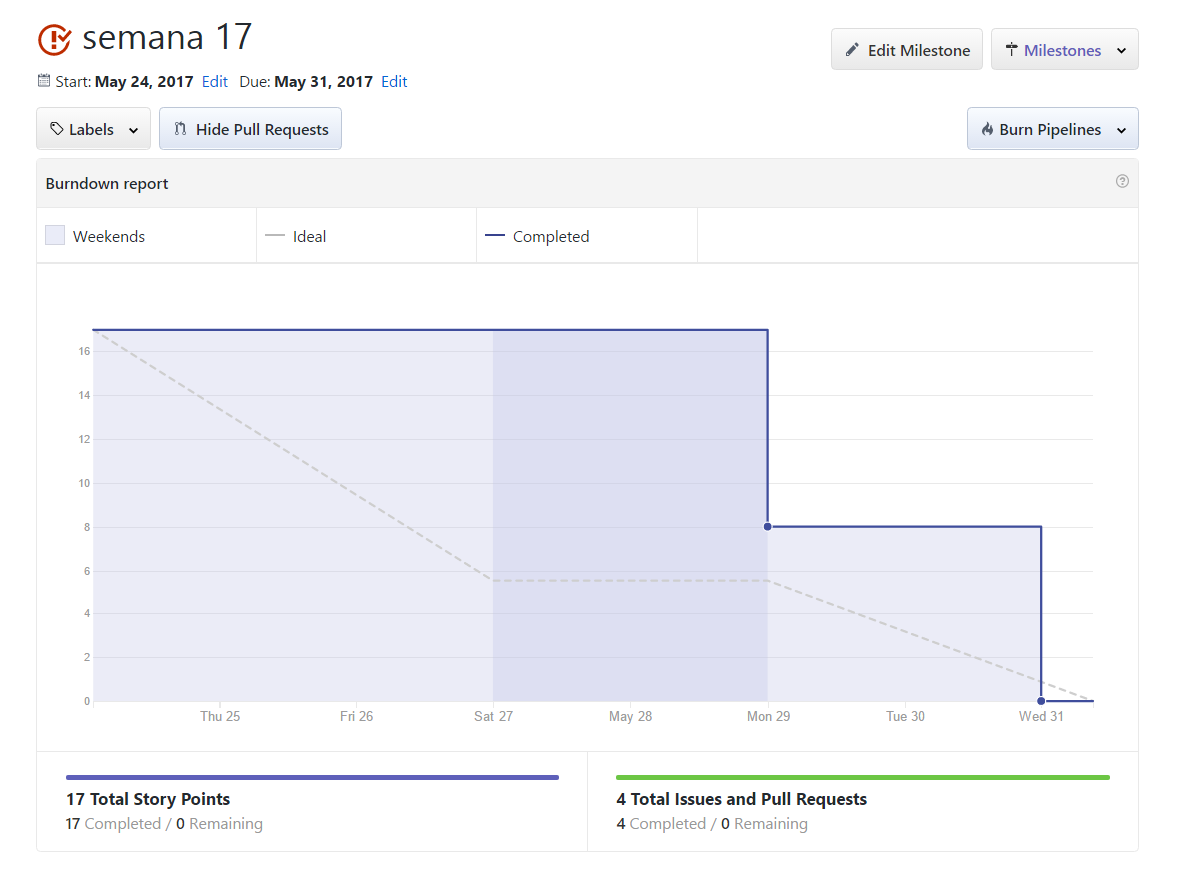 semana 17
Edit Milestone
Milestones
Start: May 24, 2017 Edit Due: May 31, 2017 Edit
Labels
Hide Pull Requests
Burn Pipelines
Burndown report
Weekends
Ideal
Completed
16
14
12
10
8
6
4
2
0
Thu 25
Fri 26
Sat 27
May 28
Mon 29
Tue 30
Wed 31
17 Total Story Points
17 Completed / 0 Remaining
4 Total Issues and Pull Requests
4 Completed / 0 Remaining